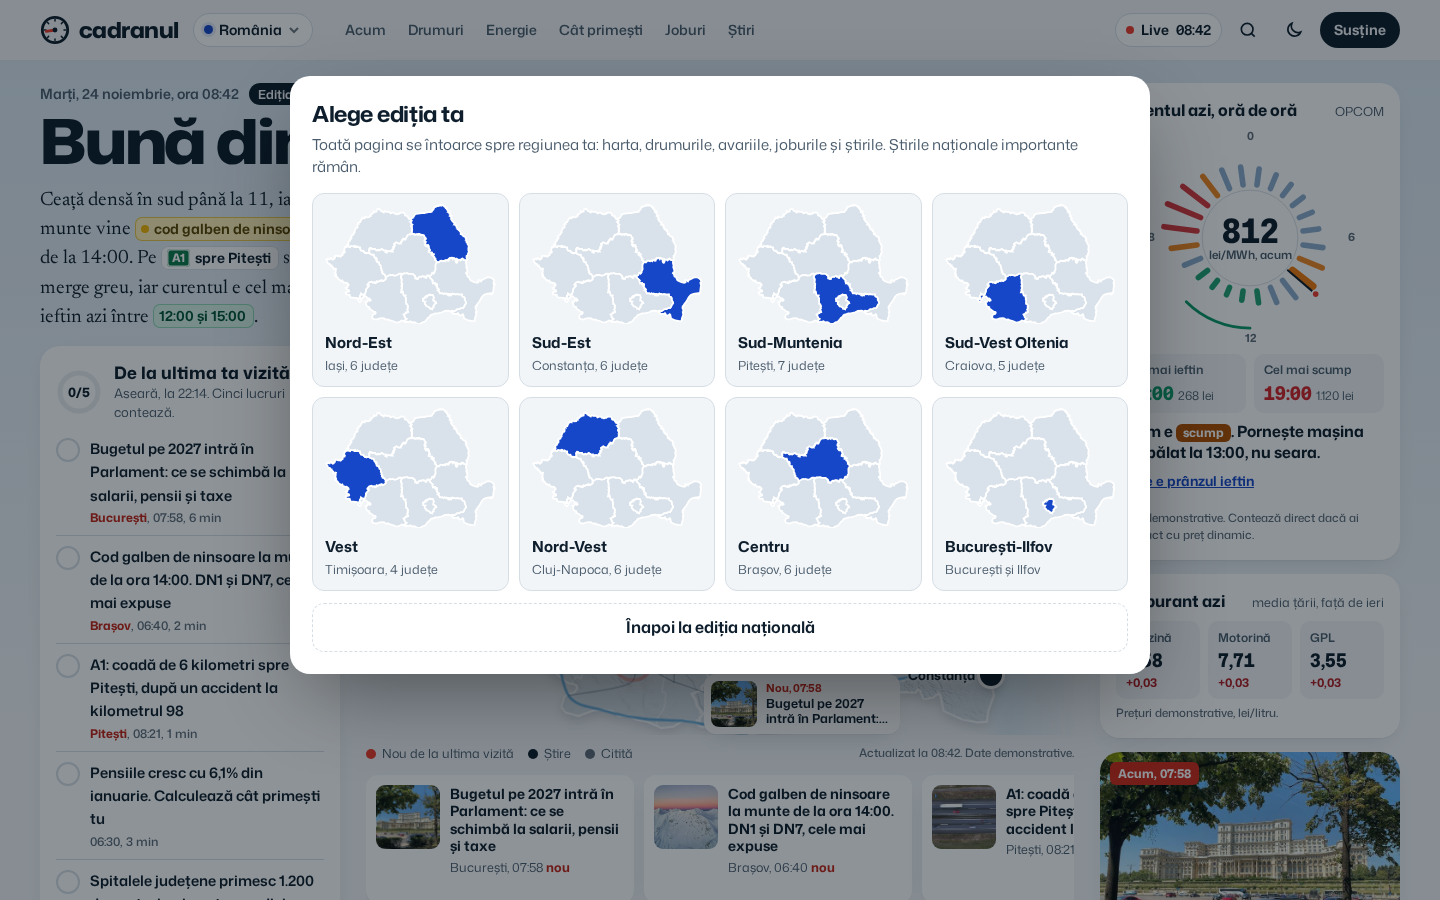 cadranul
România
Acum
Drumuri
Energie
Cât primești
Joburi
Știri
Live 08:42
Susține
Marți, 24 noiembrie, ora 08:42
Bună
Ceață densă în sud până la 11,
munte vine cod galben de
de la 14:00. Pe A1 spre Pitești
merge greu, iar curentul e cel
ieftin azi între 12:00 și 15:00.
0/5
De la ultima ta vizită
Aseară, la 22:14. Cinci lucruri
contează.
Bugetul pe 2027 intră în
Parlament: ce se schimbă la
salarii, pensii și taxe
București, 07:58, 6 min
Cod galben de ninsoare la
de la ora 14:00. DN1 și DN7,
mai expuse
Brașov, 06:40, 2 min
A1: coadă de 6 kilometri spre
Pitești, după un accident la
kilometrul 98
Pitești, 08:21, 1 min
Pensiile cresc cu 6,1% din
ianuarie. Calculează cât primești
tu
06:30, 3 min
Spitalele județene primesc 1.200
Alege ediția ta
Toată pagina se întoarce spre regiunea ta: harta, drumurile, avariile, joburile și știrile. Știrile naționale importante
rămân.
Nord-Est
Iași, 6 județe
Sud-Est
Constanța, 6 județe
Sud-Muntenia
Pitești, 7 județe
Sud-Vest Oltenia
Craiova, 5 județe
Vest
Timișoara, 4 județe
Nord-Vest
Cluj-Napoca, 6 județe
Centru
Brașov, 6 județe
București-Ilfov
București și Ilfov
Înapoi la ediția națională
Constanța
Nou, 07:58
Bugetul pe 2027
intră în Parlament:...
Nou de la ultima vizită
Știre
Citită
Actualizat la 08:42. Date demonstrative.
Bugetul pe 2027 intră în
Parlament: ce se
schimbă la salarii, pensii
și taxe
București, 07:58 nou
Cod galben de ninsoare
la munte de la ora 14:00.
DN1 și DN7, cele mai
expuse
Brașov, 06:40 nou
A1: coadă
spre
accident
Pitești, 08:21
azi, oră de oră
OPCOM
0
6
12
812
lei/MWh, acum
mai ieftin
268 lei
Cel mai scump
19:00 1.120 lei
e scump. Pornește mașina
la 13:00, nu seara.
e prânzul ieftin
demonstrative. Contează direct dacă ai
cu preț dinamic.
azi
media țării, față de ieri
+0,03
Motorină
7,71
+0,03
GPL
3,55
+0,03
Prețuri demonstrative, lei/litru.
Acum, 07:58